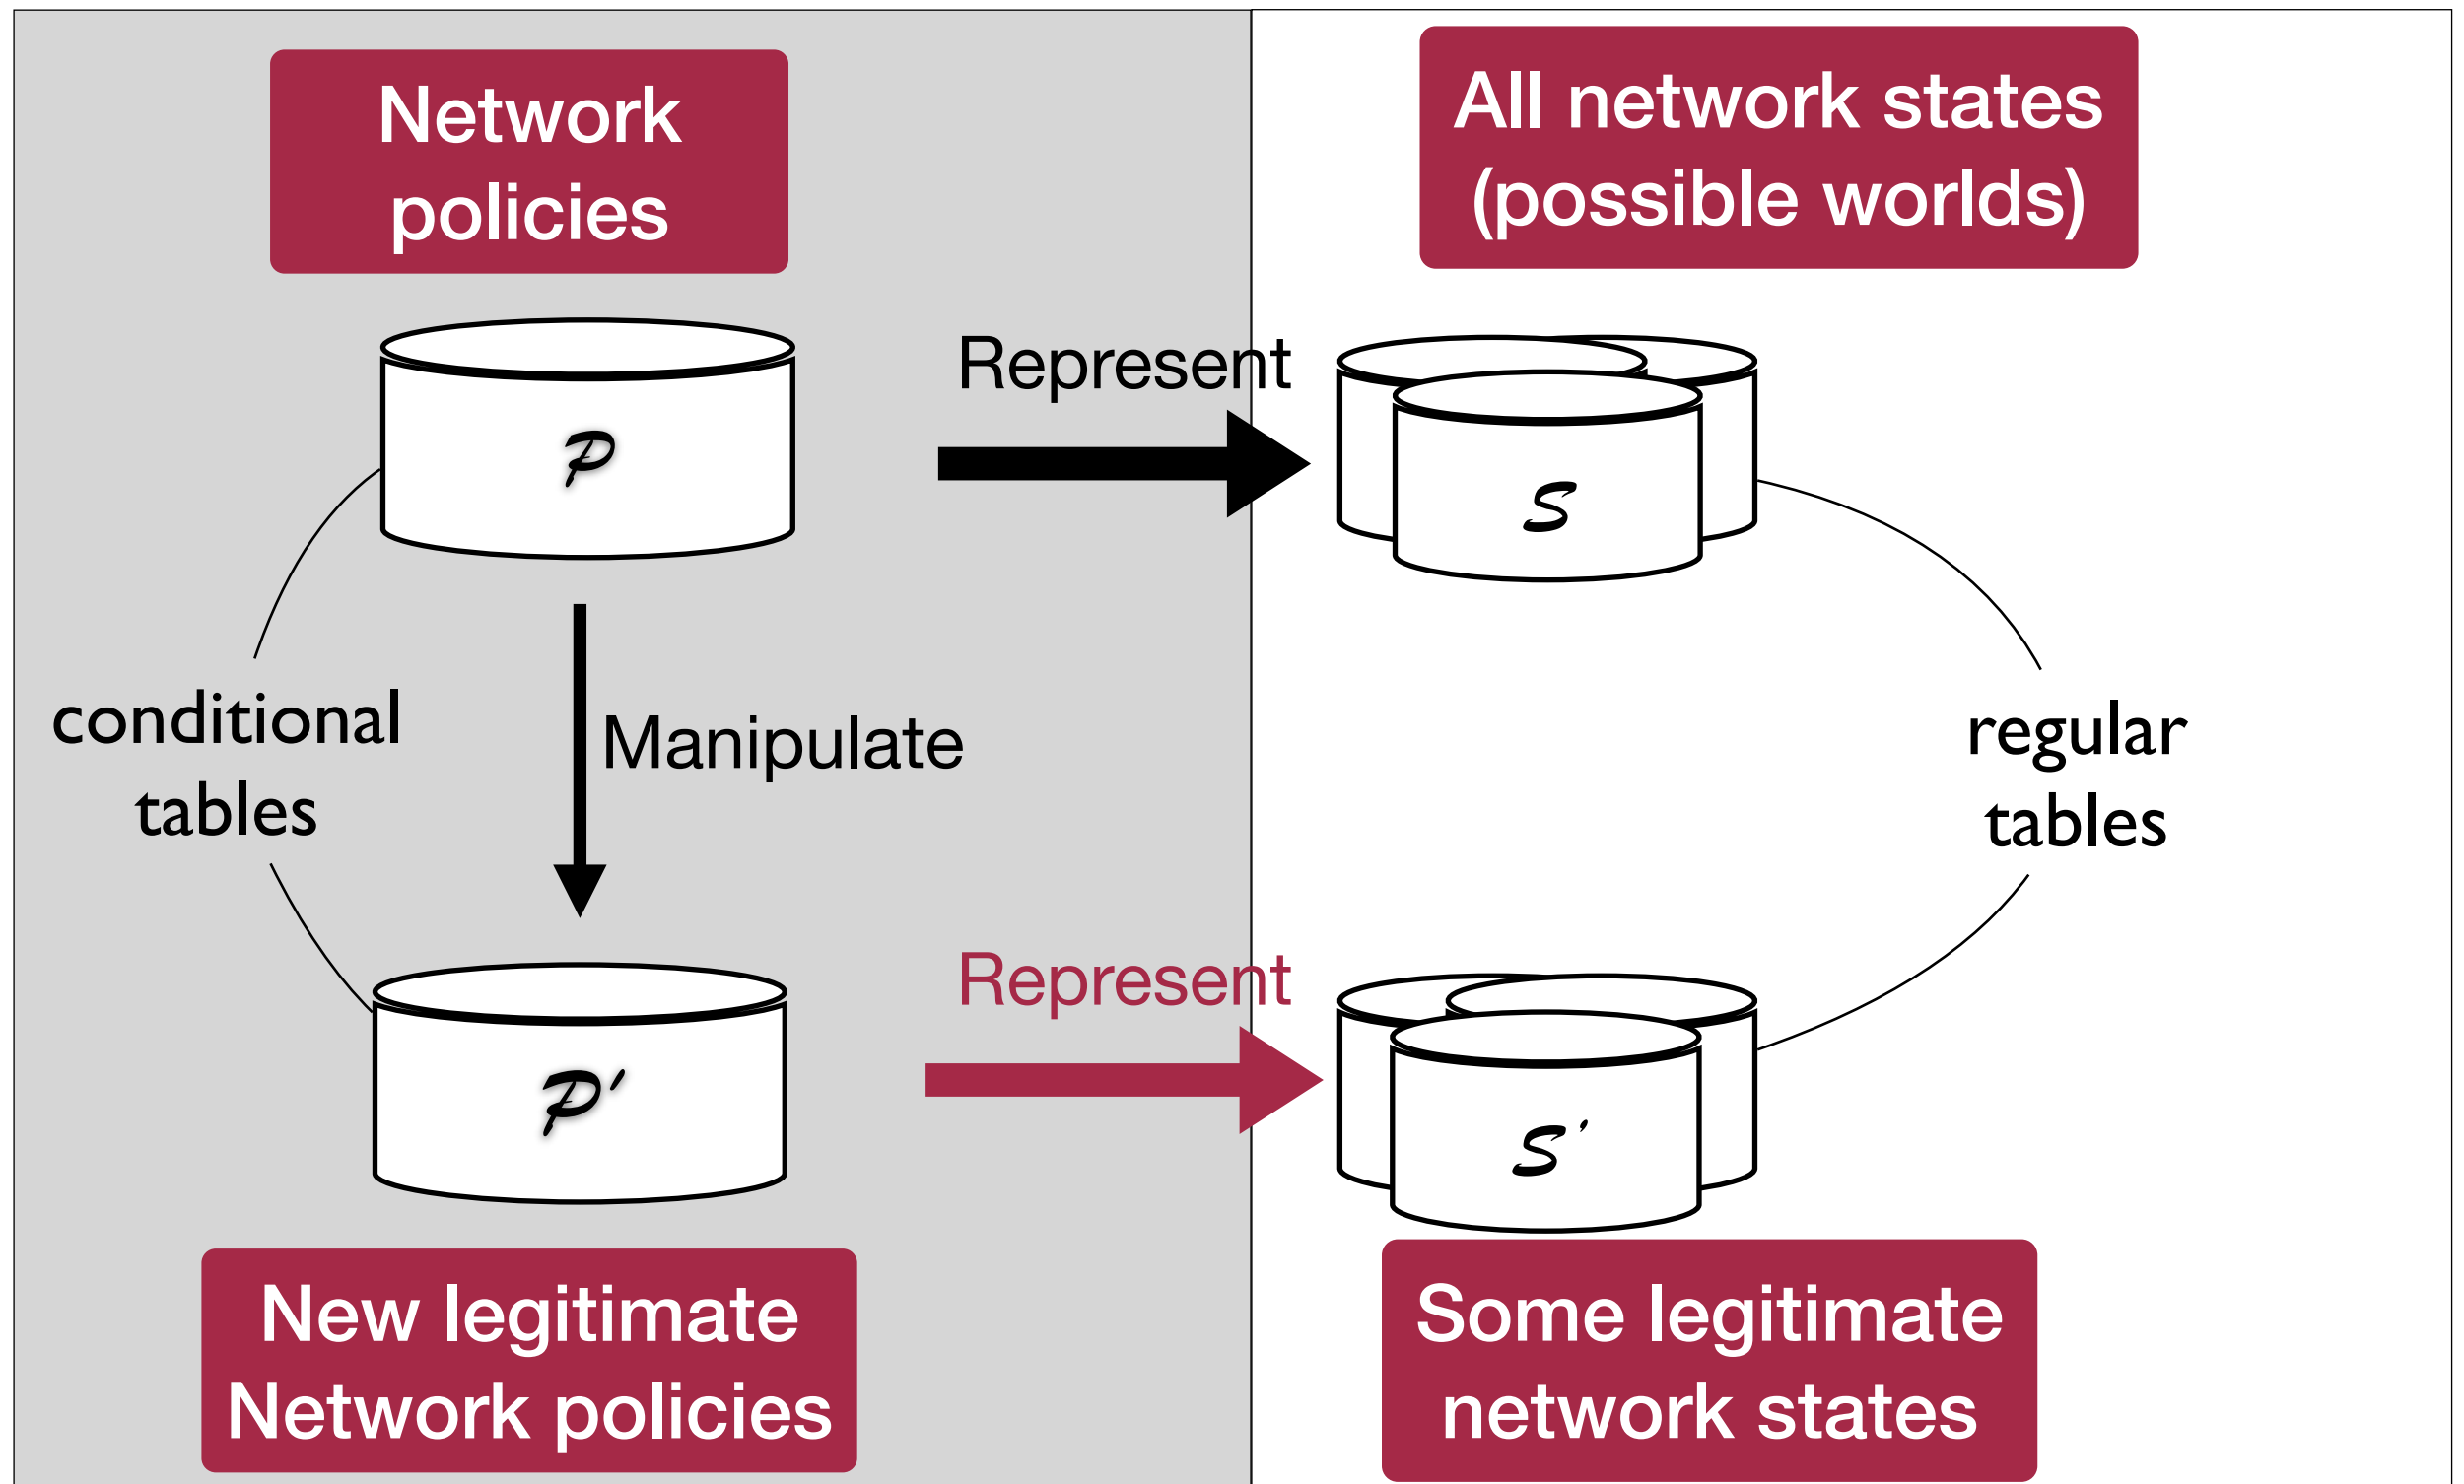 Network
policies
All network states
(possible worlds)
Represent
P
S
conditional
tables
Manipulate
regular
tables
Represent
P'
S'
New legitimate
Network policies
Some legitimate
network states